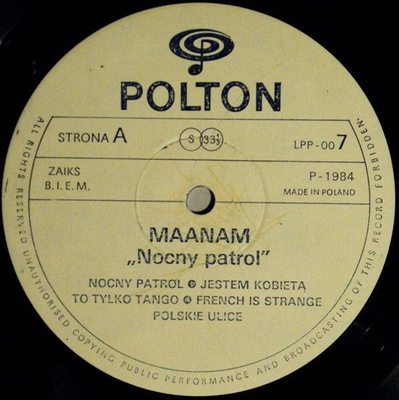 POLTON
STRONA A
S 33⅓
LPP-007
ZAIKS
B.I.E.M.
P-1984
MADE IN POLAND
MAANAM
„Nocny patrol”
NOCNY PATROL JESTEM KOBIETĄ
TO TYLKO TANGO FRENCH IS STRANGE
POLSKIE ULICE
ALL RIGHTS RESERVED UNAUTHORISED COPYING PUBLIC PERFORMANCE AND BROADCASTING OF THIS RECORD FORBIDDEN.